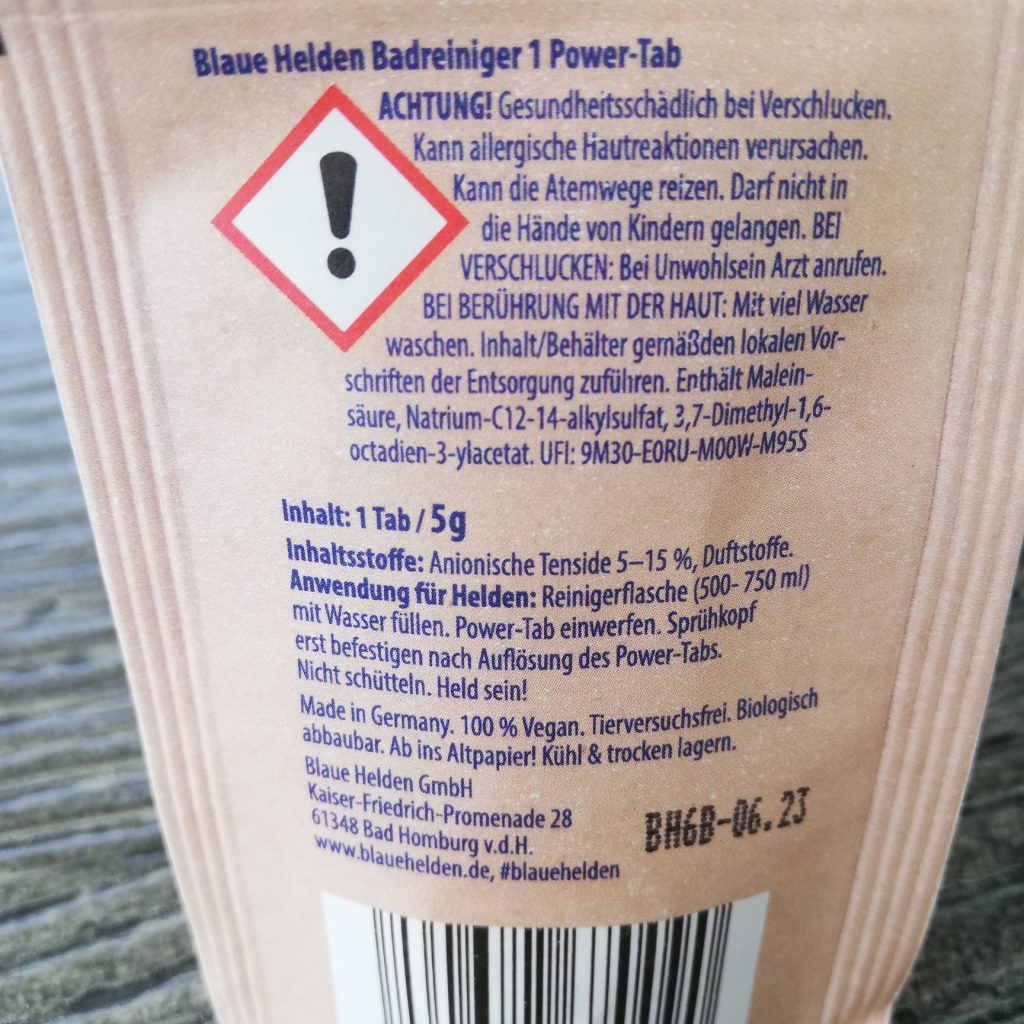 Blaue Helden Badreiniger 1 Power-Tab
ACHTUNG! Gesundheitsschädlich bei Verschlucken.
Kann allergische Hautreaktionen verursachen.
Kann die Atemwege reizen. Darf nicht in
die Hände von Kindern gelangen. BEI
VERSCHLUCKEN: Bei Unwohlsein Arzt anrufen.
BEI BERÜHRUNG MIT DER HAUT: Mit viel Wasser
waschen. Inhalt/Behälter gemäßden lokalen Vor-
schriften der Entsorgung zuführen. Enthält Malein-
säure, Natrium-C12-14-alkylsulfat, 3,7-Dimethyl-1,6-
octadien-3-ylacetat. UFI: 9M30-E0RU-M00W-M95S
Inhalt: 1 Tab / 5g
Inhaltsstoffe: Anionische Tenside 5–15 %, Duftstoffe.
Anwendung für Helden: Reinigerflasche (500- 750 ml)
mit Wasser füllen. Power-Tab einwerfen. Sprühkopf
erst befestigen nach Auflösung des Power-Tabs.
Nicht schütteln. Held sein!
Made in Germany. 100 % Vegan. Tierversuchsfrei. Biologisch
abbaubar. Ab ins Altpapier! Kühl & trocken lagern.
Blaue Helden GmbH
Kaiser-Friedrich-Promenade 28
61348 Bad Homburg v.d.H.
www.blauehelden.de, #blauehelden
BH6B-06.23